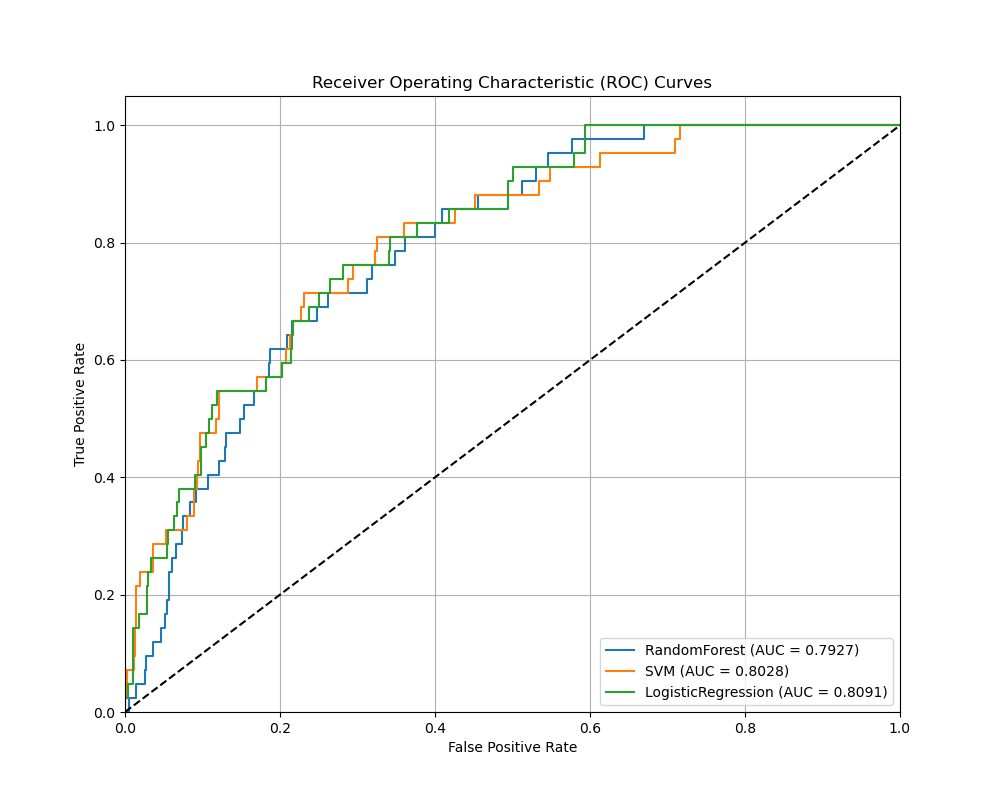 Receiver Operating Characteristic (ROC) Curves
1.0
0.8
0.6
0.4
0.2
0.0
True Positive Rate
RandomForest (AUC = 0.7927)
SVM (AUC = 0.8028)
LogisticRegression (AUC = 0.8091)
0.0 0.2 0.4 0.6 0.8 1.0
False Positive Rate